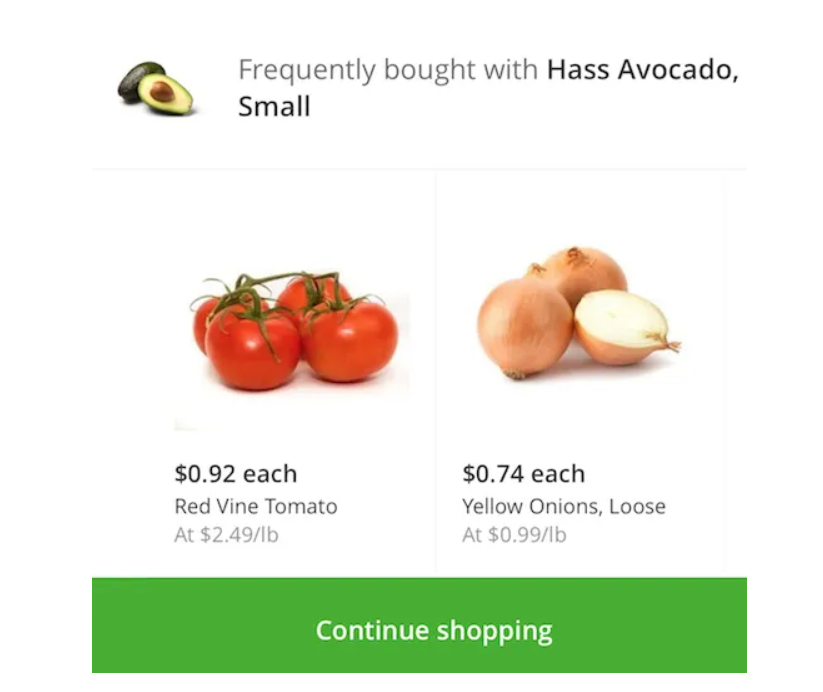 Frequently bought with Hass Avocado,
Small
$0.92 each
Red Vine Tomato
At $2.49/lb
$0.74 each
Yellow Onions, Loose
At $0.99/lb
Continue shopping